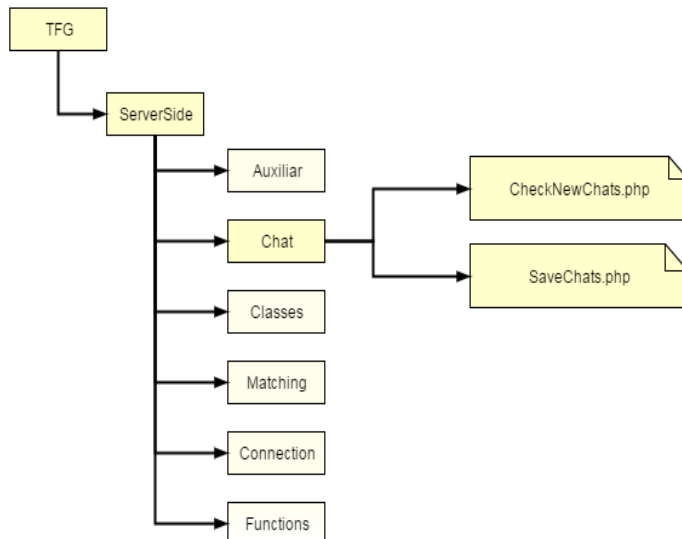 TFG
ServerSide
Auxiliar
Chat
CheckNewChats.php
SaveChats.php
Classes
Matching
Connection
Functions